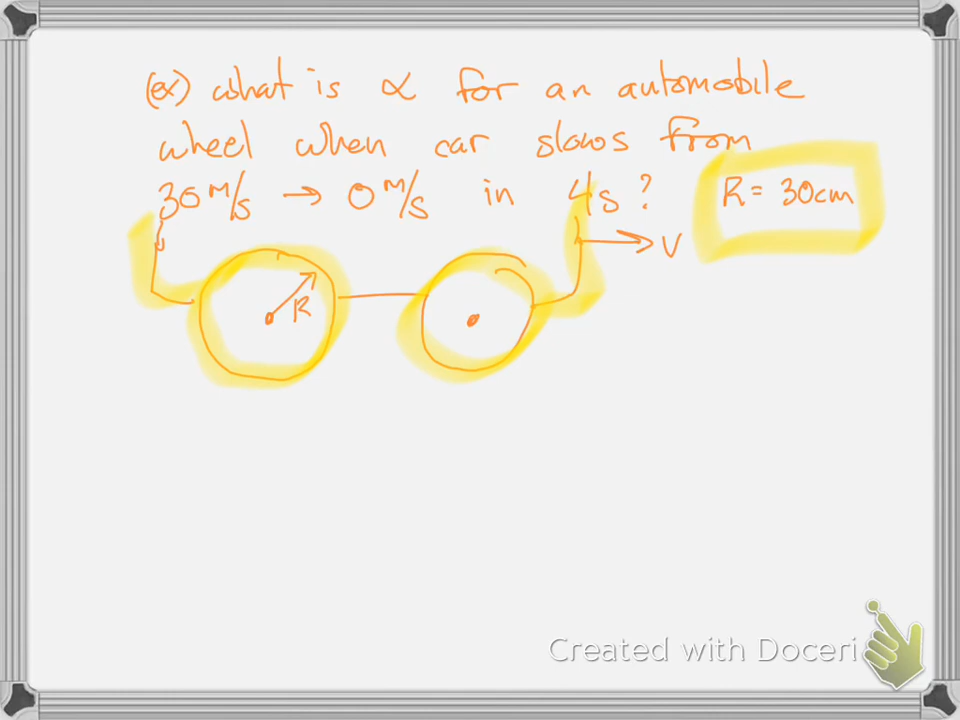 (ex) What is α for an automobile
wheel when car slows from
30 m/s → 0 m/s in 4s?
R = 30cm
V
R
Created with Doceri